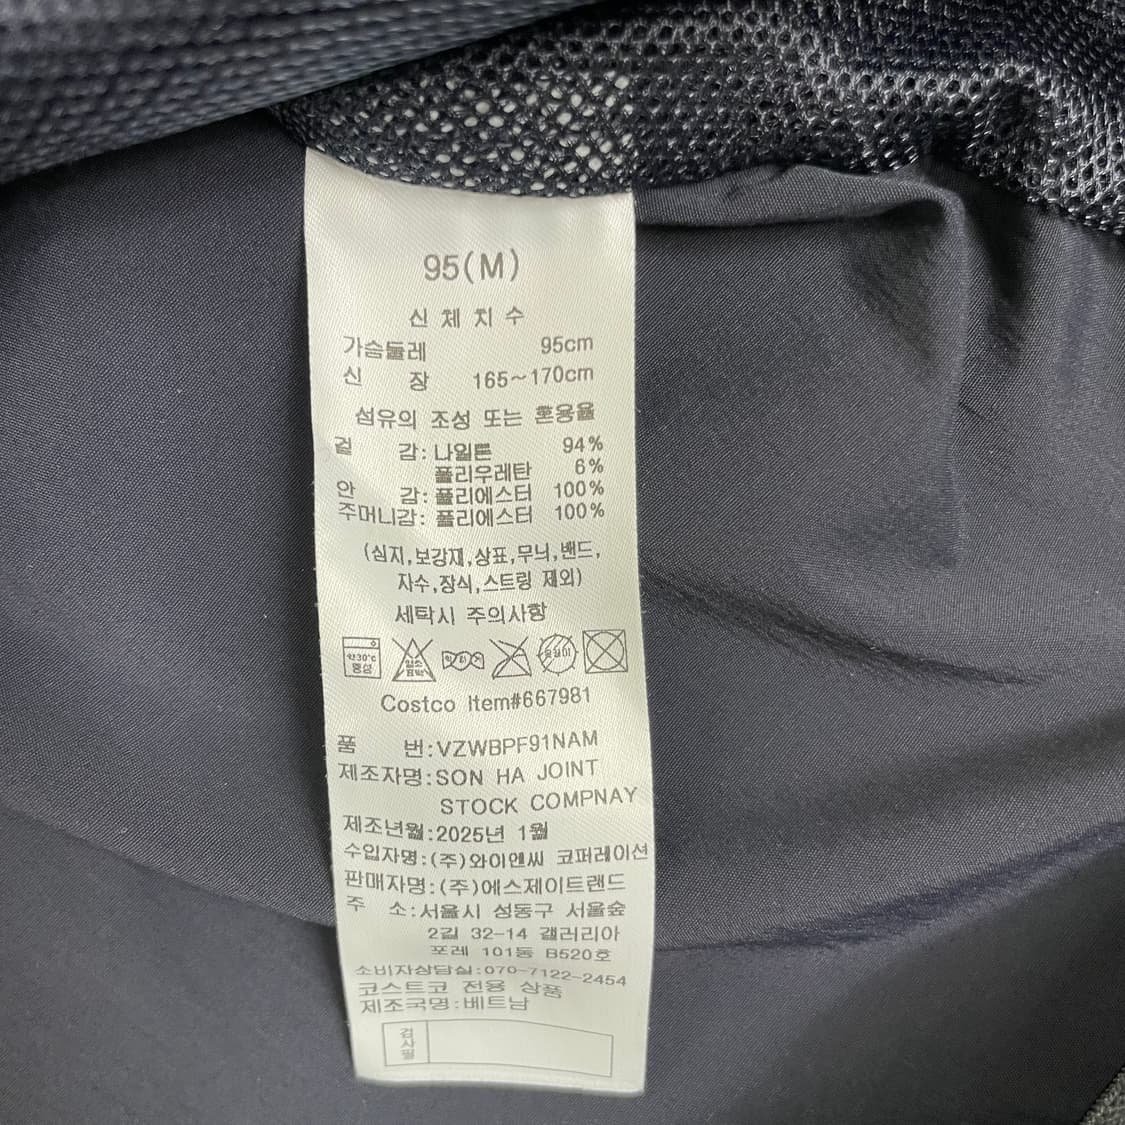 95(M)
신 체 치 수
가슴둘레 95cm
신 장 165~170cm
섬유의 조성 또는 혼용율
겉 감: 나일론 94%
폴리우레탄 6%
안 감: 폴리에스터 100%
주머니감: 폴리에스터 100%
(심지,보강재,상표,무늬,밴드,
자수,장식,스트링 제외)
세탁시 주의사항
약30℃
중성
염소
표백
Costco Item#667981
품 번:VZWBPF91NAM
제조자명:SON HA JOINT
STOCK COMPNAY
제조년월:2025년 1월
수입자명:(주)와이엔씨 코퍼레이션
판매자명:(주)에스제이트랜드
주 소:서울시 성동구 서울숲
2길 32-14 갤러리아
포레 101동 B520호
소비자상담실:070-7122-2454
코스트코 전용 상품
제조국명:베트남
검사필